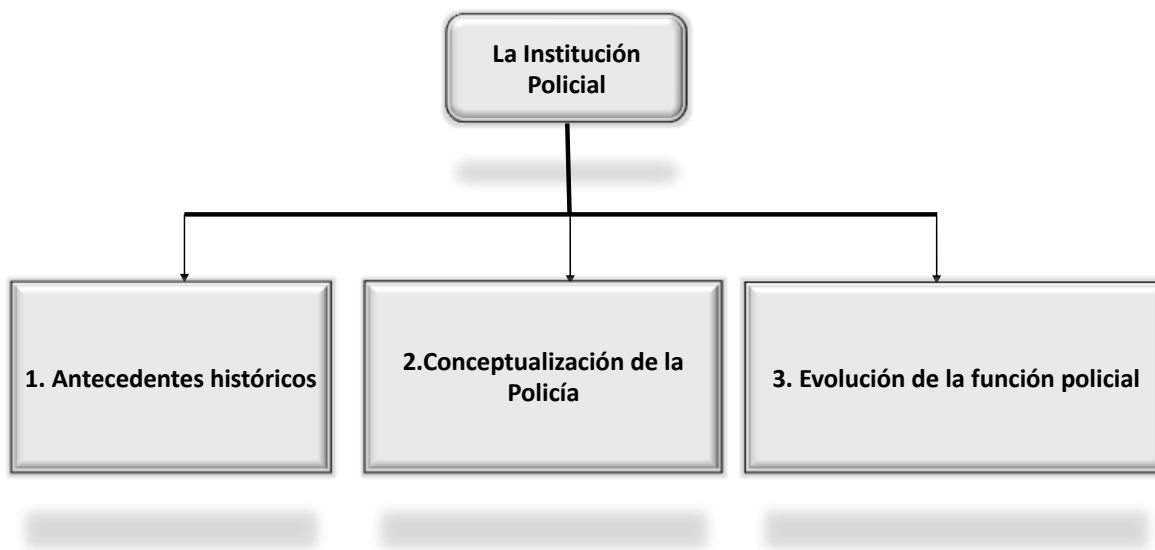 La Institución
Policial
1. Antecedentes históricos
2.Conceptualización de la
Policía
3. Evolución de la función policial